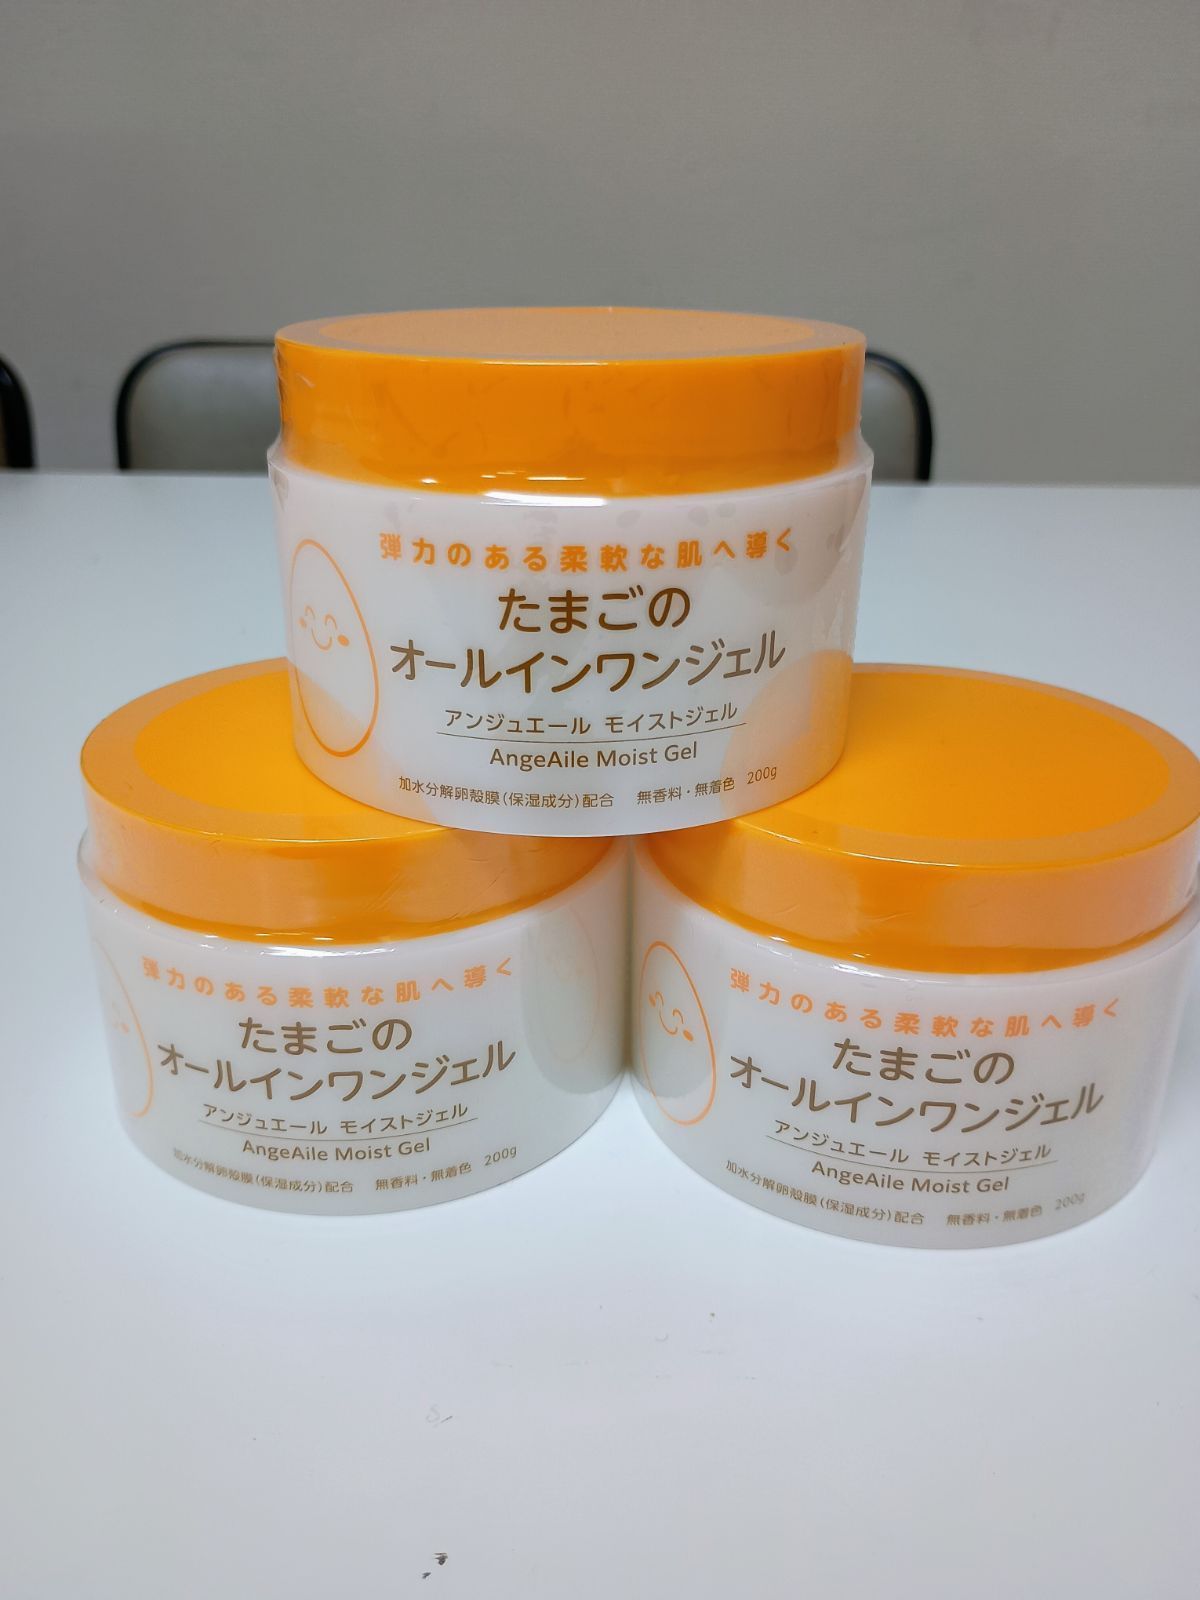 弾力のある柔軟な肌へ導く
たまごの
オールインワンジェル
アンジュエール モイストジェル
AngeAile Moist Gel
加水分解卵殻膜(保湿成分)配合 無香料・無着色 200g
弾力のある柔軟な肌へ導く
たまごの
オールインワンジェル
アンジュエール モイストジェル
AngeAile Moist Gel
加水分解卵殻膜(保湿成分)配合 無香料・無着色 200g
弾力のある柔軟な肌へ導く
たまごの
オールインワンジェル
アンジュエール モイストジェル
AngeAile Moist Gel
加水分解卵殻膜(保湿成分)配合 無香料・無着色 200g